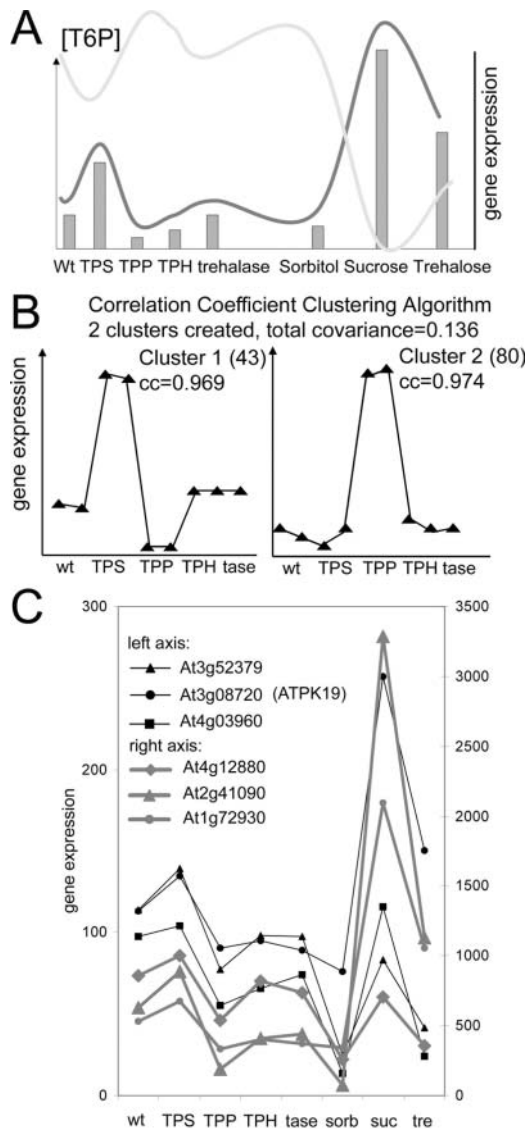 A
[T6P]
gene expression
Wt TPS TPP TPH trehalase Sorbitol Sucrose Trehalose
B
Correlation Coefficient Clustering Algorithm
2 clusters created, total covariance=0.136
gene expression
Cluster 1 (43)
cc=0.969
wt TPS TPP TPH tase
Cluster 2 (80)
cc=0.974
wt TPS TPP TPH tase
C
300
200
100
0
gene expression
left axis:
At3g52379
At3g08720 (ATPK19)
At4g03960
right axis:
At4g12880
At2g41090
At1g72930
3500
3000
2500
2000
1500
1000
500
0
wt TPS TPP TPH tase sorb suc tre